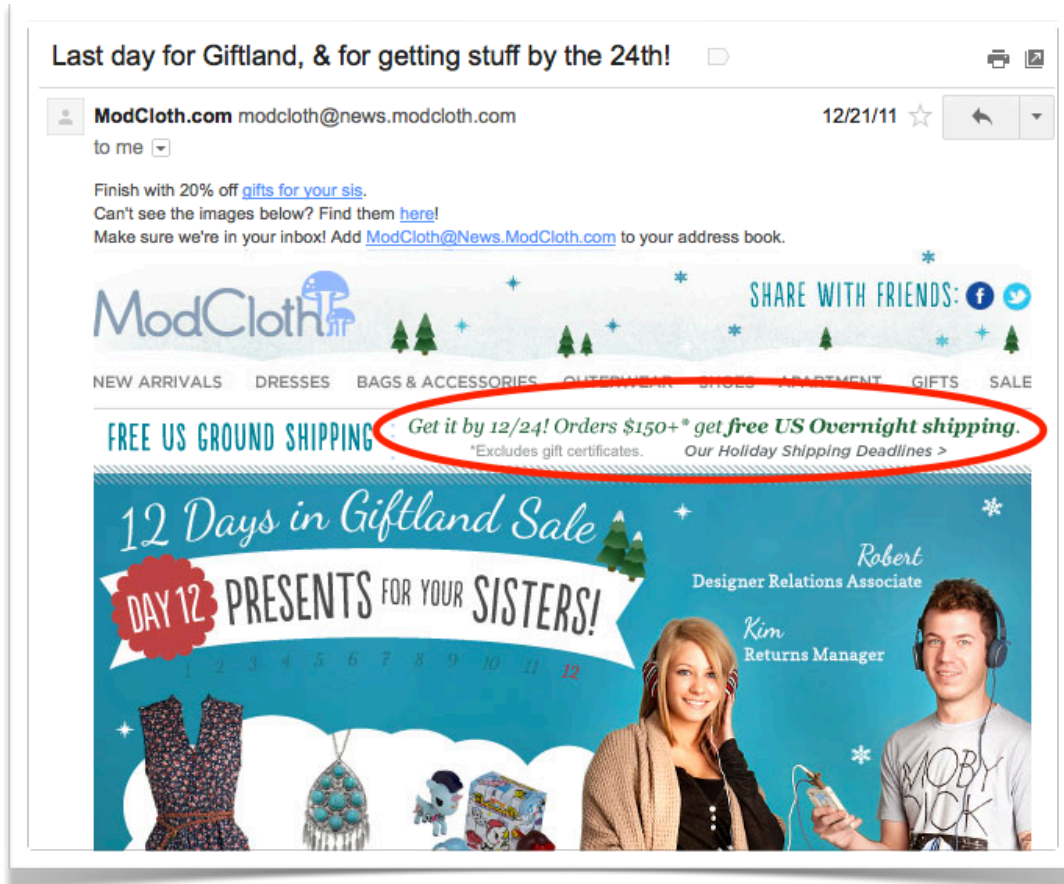 Last day for Giftland, & for getting stuff by the 24th!
ModCloth.com modcloth@news.modcloth.com 12/21/11
to me
Finish with 20% off gifts for your sis.
Can't see the images below? Find them here!
Make sure we're in your inbox! Add ModCloth@News.ModCloth.com to your address book.
ModCloth SHARE WITH FRIENDS: f
NEW ARRIVALS DRESSES BAGS & ACCESSORIES OUTERWEAR SHOES APARTMENT GIFTS SALE
FREE US GROUND SHIPPING Get it by 12/24! Orders $150+* get free US Overnight shipping.
*Excludes gift certificates. Our Holiday Shipping Deadlines >
12 Days in Giftland Sale
DAY 12 PRESENTS FOR YOUR SISTERS!
1 2 3 4 5 6 7 8 9 10 11 12
Robert
Designer Relations Associate
Kim
Returns Manager
MOBY
DICK